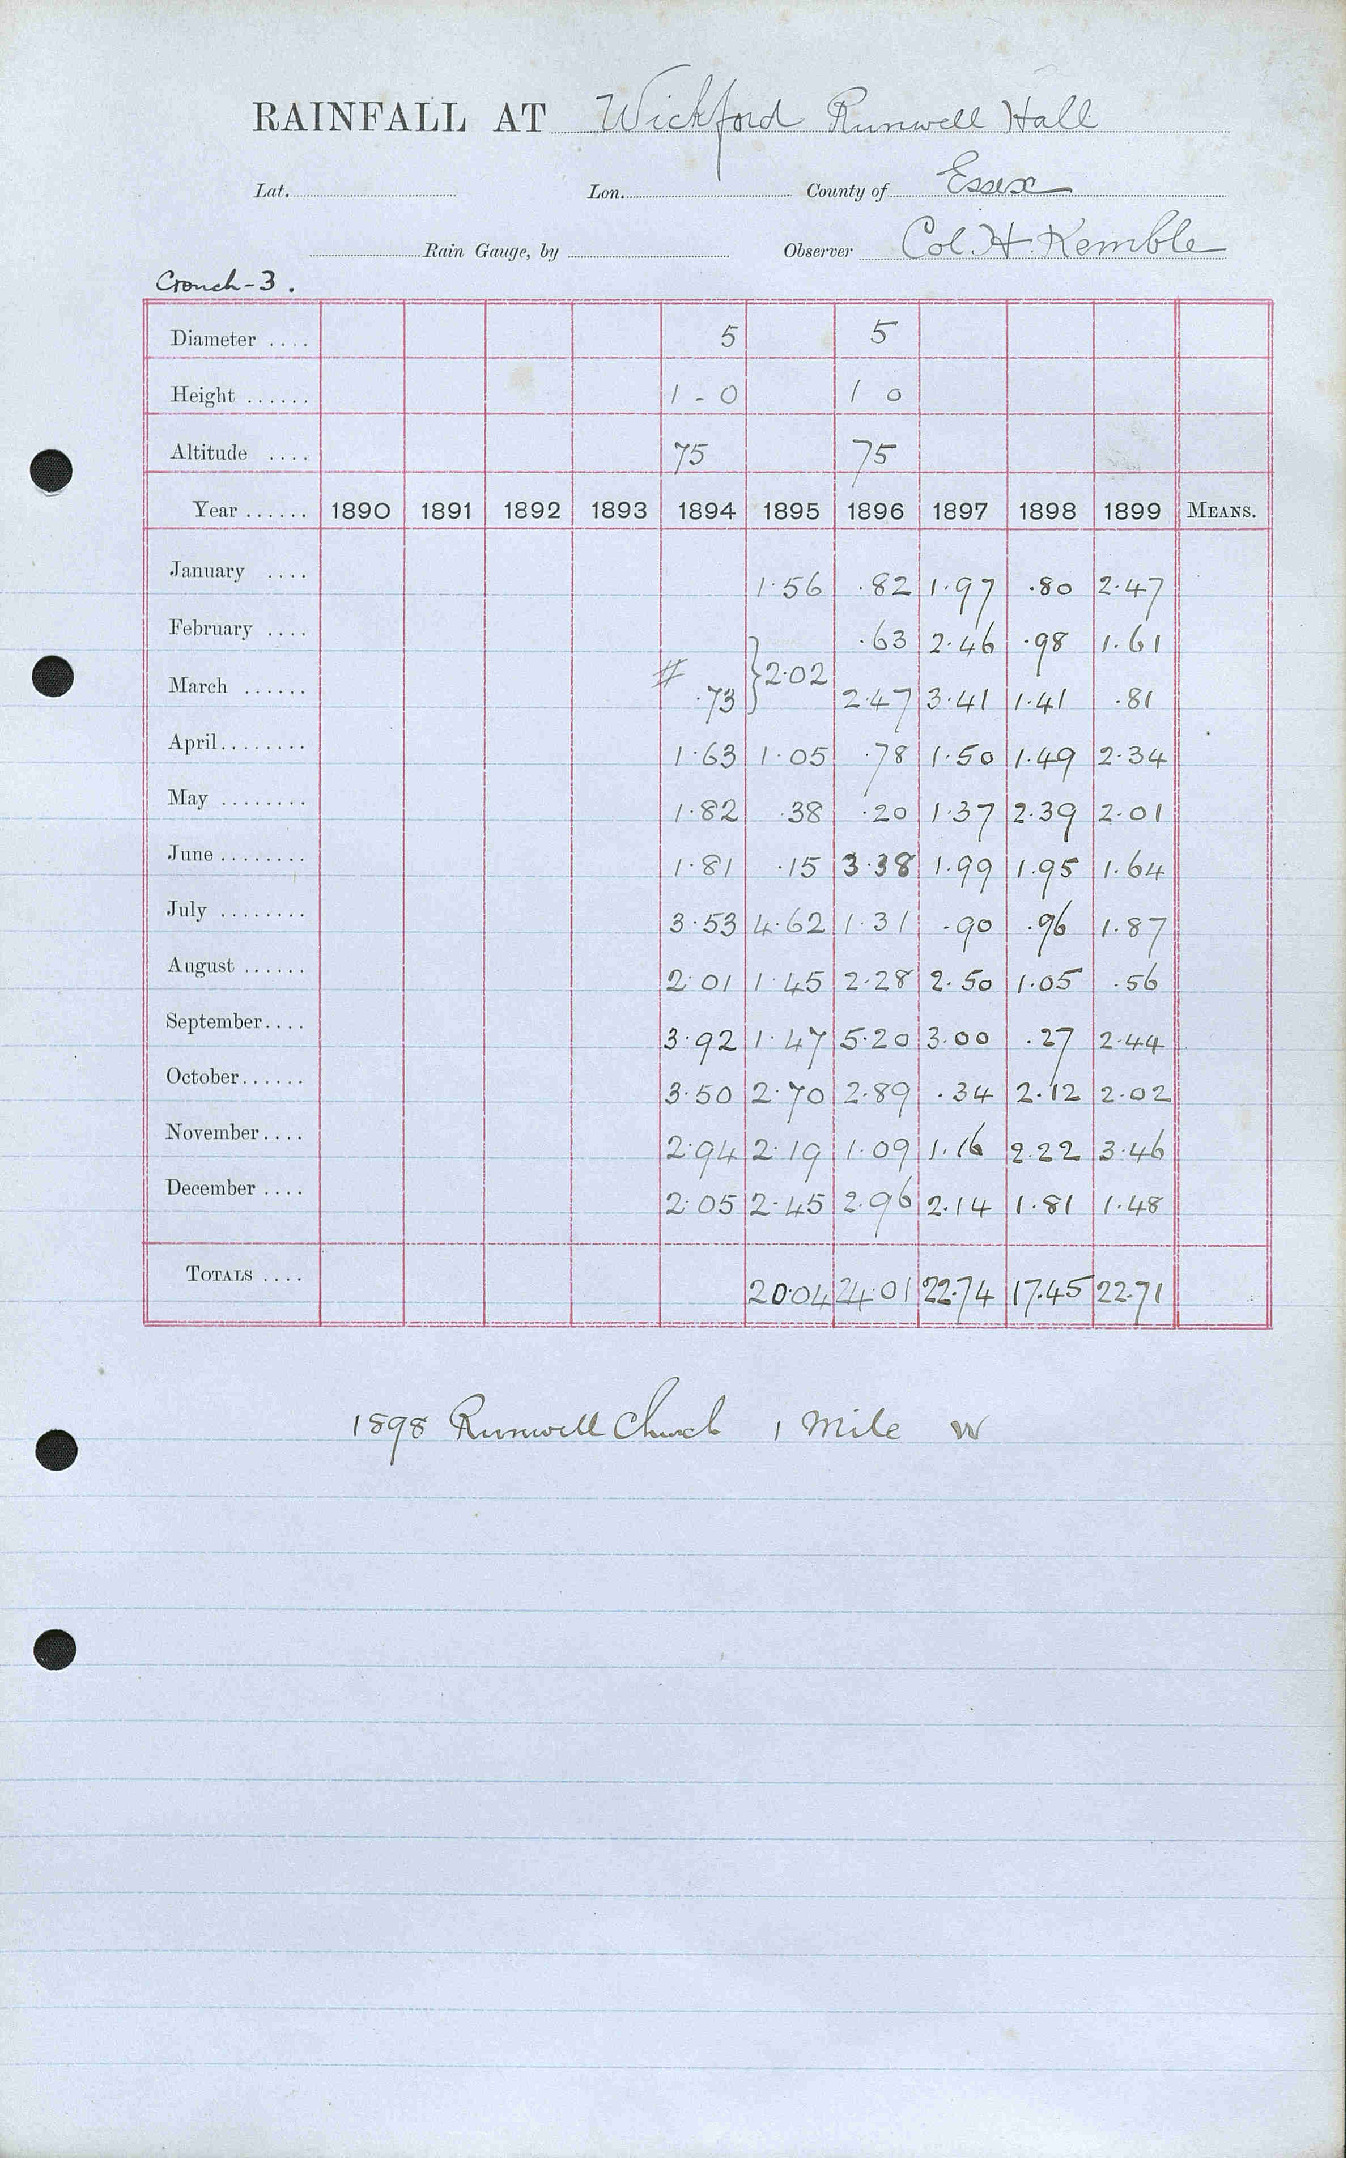 RAINFALL AT Wickford Runwell Hall
Lat. Lon. County of Essex
Rain Gauge, by Observer Col. H. Kemble
Crouch-3.
Diameter .... 5 5
Height ...... 1-0 1 0
Altitude .... 75 75
Year ...... 1890 1891 1892 1893 1894 1895 1896 1897 1898 1899 MEANS.
January .... 1.56 .82 1.97 .80 2.47
February .... .63 2.46 .98 1.61
# } 2.02
March ...... .73 2.47 3.41 1.41 .81
April........ 1.63 1.05 .78 1.50 1.49 2.34
May ........ 1.82 .38 .20 1.37 2.39 2.01
June ........ 1.81 .15 3.38 1.99 1.95 1.64
July ........ 3.53 4.62 1.31 .90 .96 1.87
August ...... 2.01 1.45 2.28 2.50 1.05 .56
September.... 3.92 1.47 5.20 3.00 .27 2.44
October...... 3.50 2.70 2.89 .34 2.12 2.02
November.... 2.94 2.19 1.09 1.16 2.22 3.46
December .... 2.05 2.45 2.96 2.14 1.81 1.48
TOTALS .... 20.04 24.01 22.74 17.45 22.71
1898 Runwell Church 1 Mile W